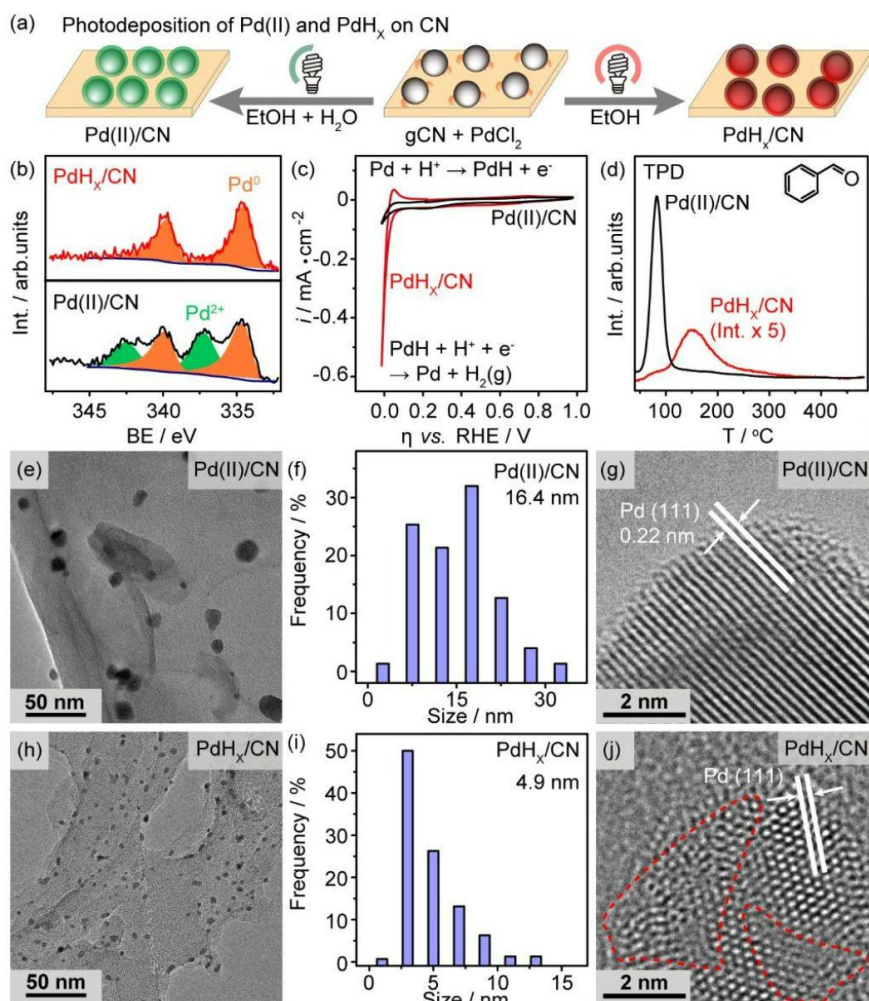 (a) Photodeposition of Pd(II) and PdHₓ on CN
EtOH + H₂O
EtOH
Pd(II)/CN
gCN + PdCl₂
PdHₓ/CN
(b)
PdHₓ/CN
Pd⁰
Pd(II)/CN
Pd²⁺
Int. / arb.units
345 340 335
BE / eV
(c)
Pd + H⁺ → PdH + e⁻
Pd(II)/CN
PdHₓ/CN
PdH + H⁺ + e⁻
→ Pd + H₂(g)
i / mA·cm⁻²
0
-0.2
-0.4
-0.6
0.0 0.2 0.4 0.6 0.8 1.0
η vs. RHE / V
(d)
TPD
O
Pd(II)/CN
PdHₓ/CN
(Int. x 5)
Int. / arb.units
100 200 300 400
T / °C
(e)
Pd(II)/CN
50 nm
(f)
Pd(II)/CN
16.4 nm
Frequency / %
30
20
10
0
0 15 30
Size / nm
(g)
Pd(II)/CN
Pd (111)
0.22 nm
2 nm
(h)
PdHₓ/CN
50 nm
(i)
PdHₓ/CN
4.9 nm
Frequency / %
50
40
30
20
10
0
0 5 10 15
Size / nm
(j)
PdHₓ/CN
Pd (111)
2 nm